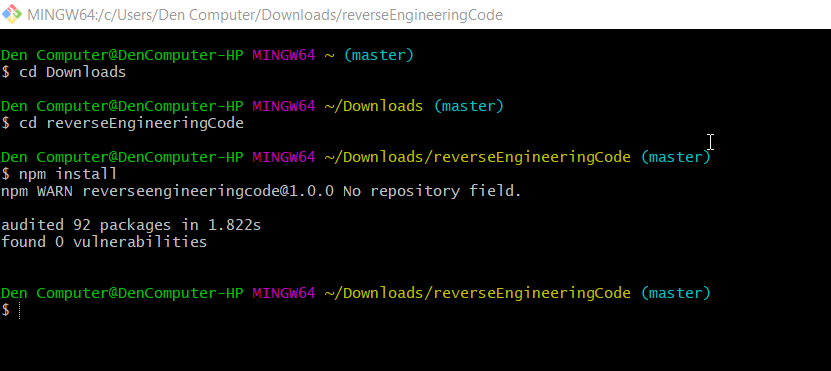 MINGW64:/c/Users/Den Computer/Downloads/reverseEngineeringCode
Den Computer@DenComputer-HP MINGW64 ~ (master)
$ cd Downloads
Den Computer@DenComputer-HP MINGW64 ~/Downloads (master)
$ cd reverseEngineeringCode
Den Computer@DenComputer-HP MINGW64 ~/Downloads/reverseEngineeringCode (master)
$ npm install
npm WARN reverseengineeringcode@1.0.0 No repository field.
audited 92 packages in 1.822s
found 0 vulnerabilities
Den Computer@DenComputer-HP MINGW64 ~/Downloads/reverseEngineeringCode (master)
$